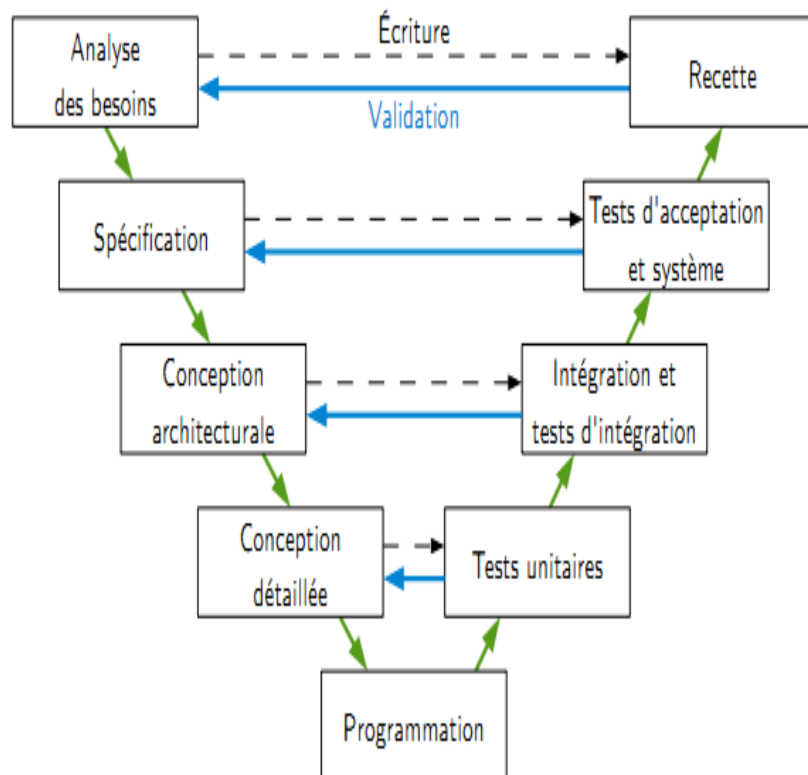 Analyse
des besoins
Écriture
Validation
Recette
Spécification
Tests d'acceptation
et système
Conception
architecturale
Intégration et
tests d'intégration
Conception
détaillée
Tests unitaires
Programmation